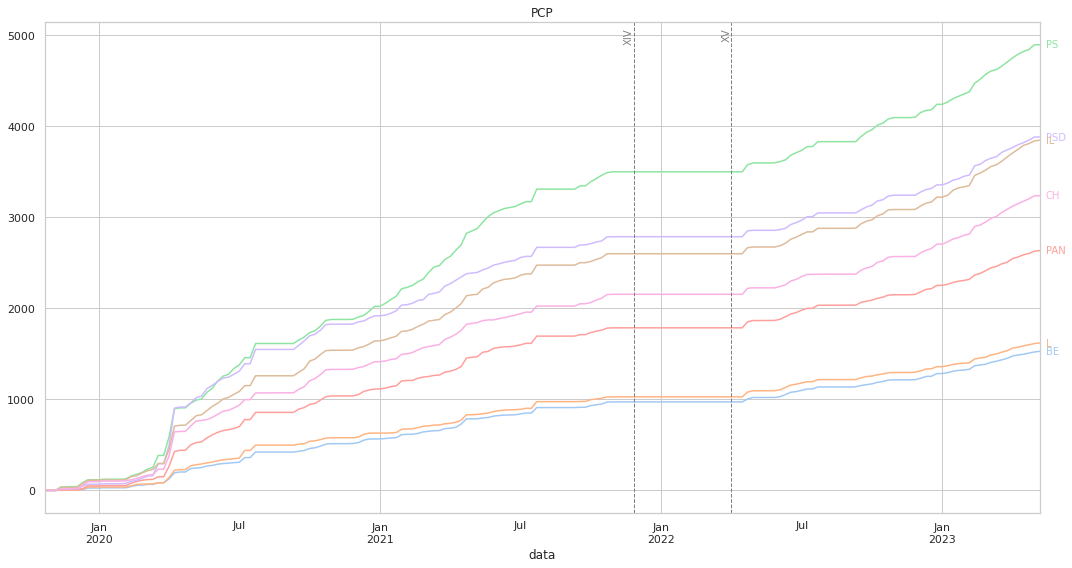 PCP
XIV
XV
5000
4000
3000
2000
1000
0
PS
PSD
IL
CH
PAN
L
BE
Jan
2020
Jul
Jan
2021
Jul
Jan
2022
Jul
Jan
2023
data